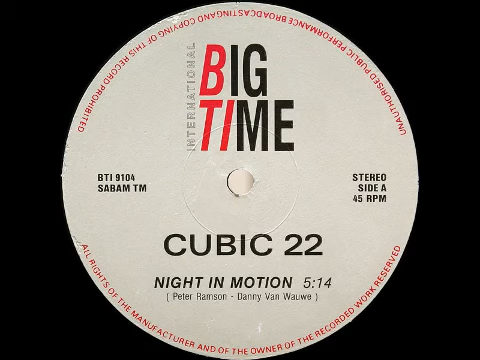 UNAUTHORISED PUBLIC PERFORMANCE BROADCASTINGAND COPYING OF THIS RECORD PROHIBITED
INTERNATIONAL
BIG
TIME
BTI 9104
SABAM TM
STEREO
SIDE A
45 RPM
CUBIC 22
NIGHT IN MOTION 5:14
( Peter Ramson - Danny Van Wauwe )
ALL RIGHTS OF THE MANUFACTURER AND OF THE OWNER OF THE RECORDED WORK RESERVED